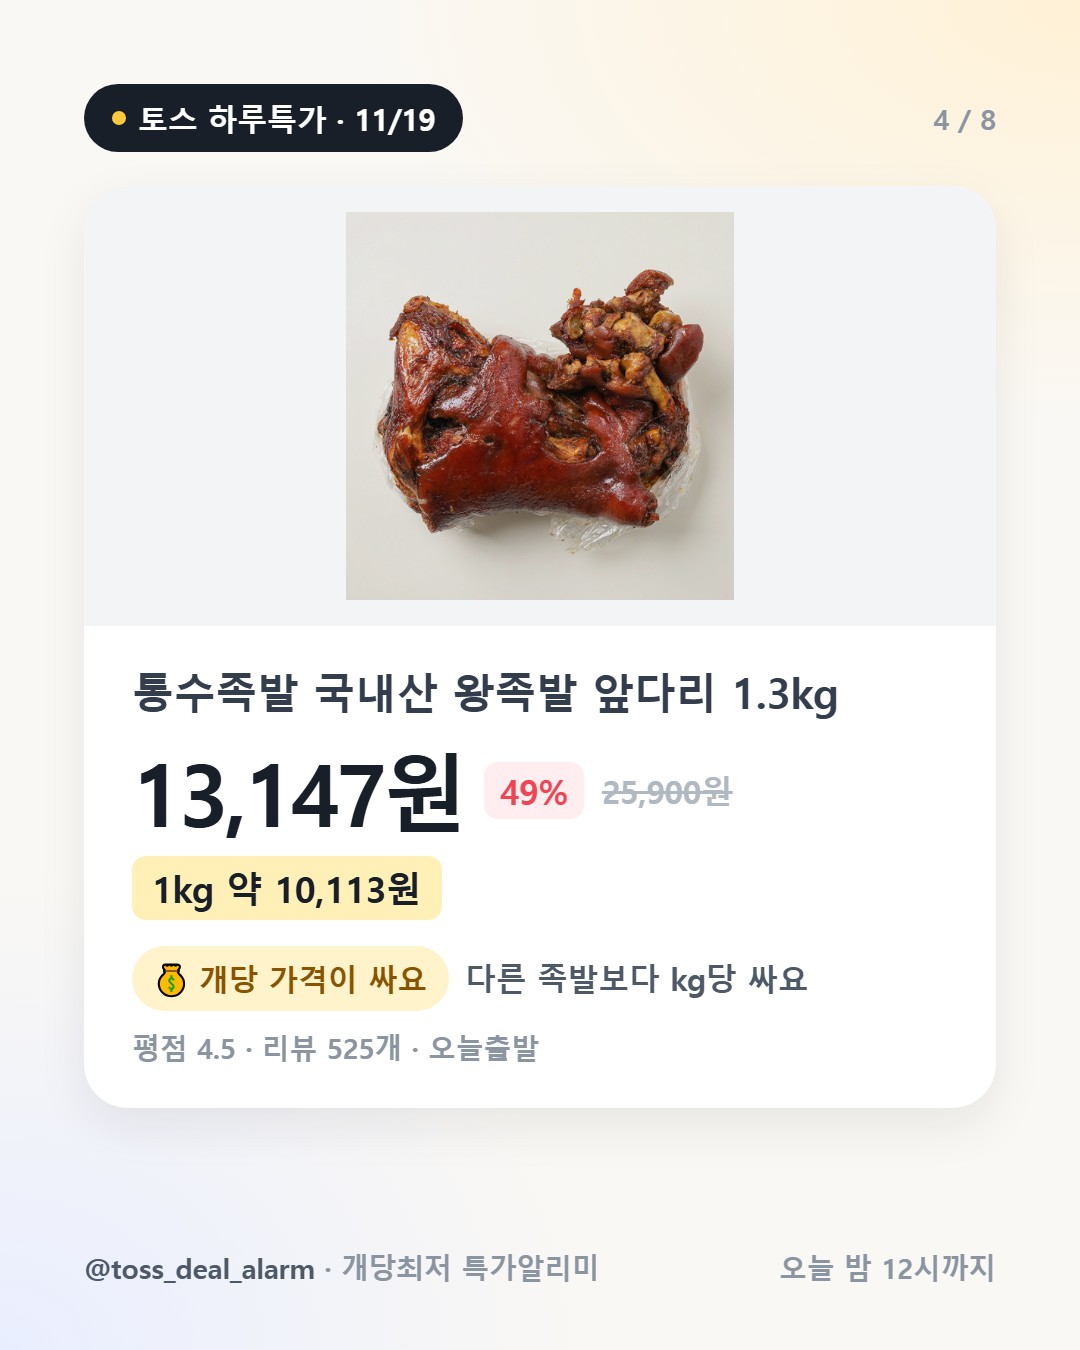 토스 하루특가 · 11/19
4 / 8
통수족발 국내산 왕족발 앞다리 1.3kg
13,147원 49% 25,900원
1kg 약 10,113원
개당 가격이 싸요 다른 족발보다 kg당 싸요
평점 4.5 · 리뷰 525개 · 오늘출발
@toss_deal_alarm · 개당최저 특가알리미
오늘 밤 12시까지